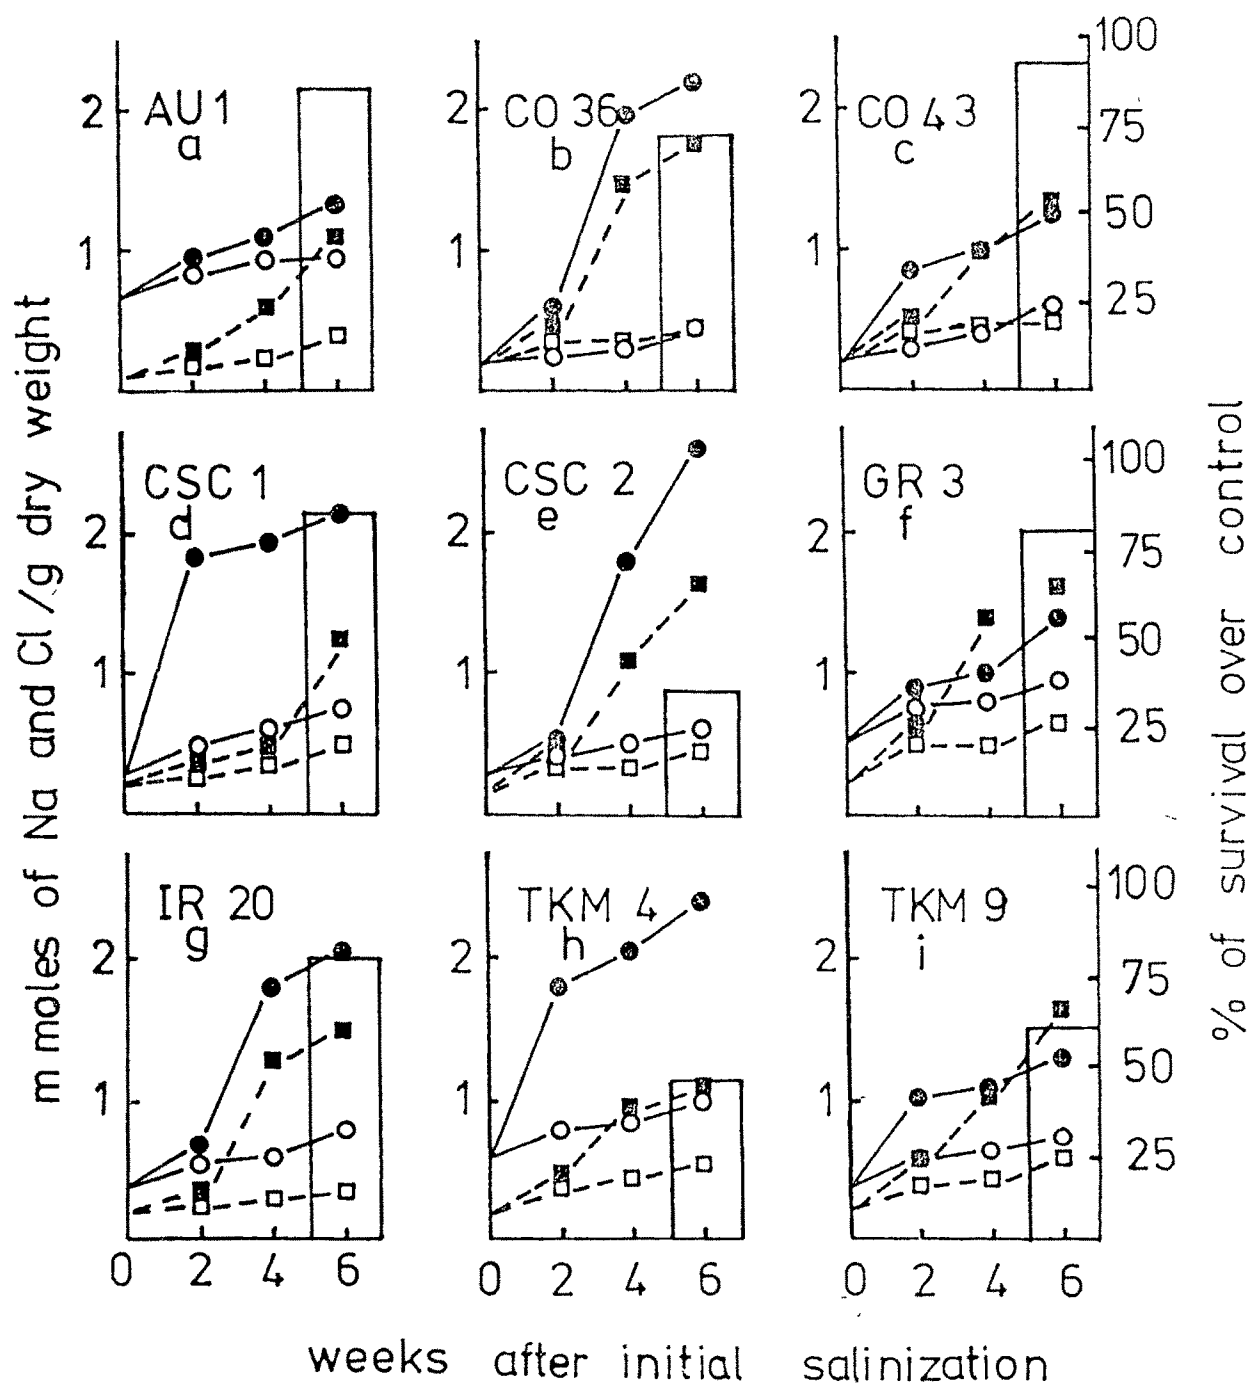 m moles of Na and Cl /g dry weight
% of survival over control
2
1
AU 1
a
CO 36
b
2
1
CO 43
c
2
1
100
75
50
25
CSC 1
d
2
1
CSC 2
e
2
1
GR 3
f
2
1
100
75
50
25
IR 20
g
2
1
TKM 4
h
2
1
TKM 9
i
2
1
100
75
50
25
0 2 4 6
0 2 4 6
0 2 4 6
weeks after initial salinization